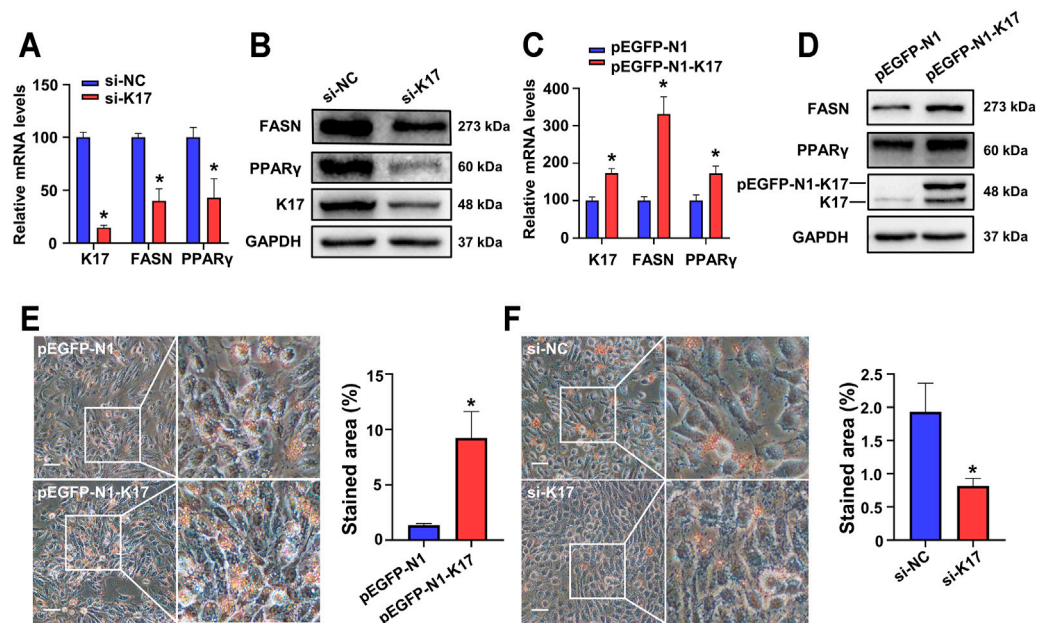 A
si-NC
si-K17
Relative mRNA levels
150
100
50
0
*
*
*
K17 FASN PPARγ
B
si-NC si-K17
FASN 273 kDa
PPARγ 60 kDa
K17 48 kDa
GAPDH 37 kDa
C
pEGFP-N1
pEGFP-N1-K17
Relative mRNA levels
400
300
200
100
0
*
*
*
K17 FASN PPARγ
D
pEGFP-N1 pEGFP-N1-K17
FASN 273 kDa
PPARγ 60 kDa
pEGFP-N1-K17
K17
48 kDa
GAPDH 37 kDa
E
pEGFP-N1
pEGFP-N1-K17
Stained area (%)
15
10
5
0
*
pEGFP-N1
pEGFP-N1-K17
F
si-NC
si-K17
Stained area (%)
2.5
2.0
1.5
1.0
0.5
0.0
*
si-NC
si-K17